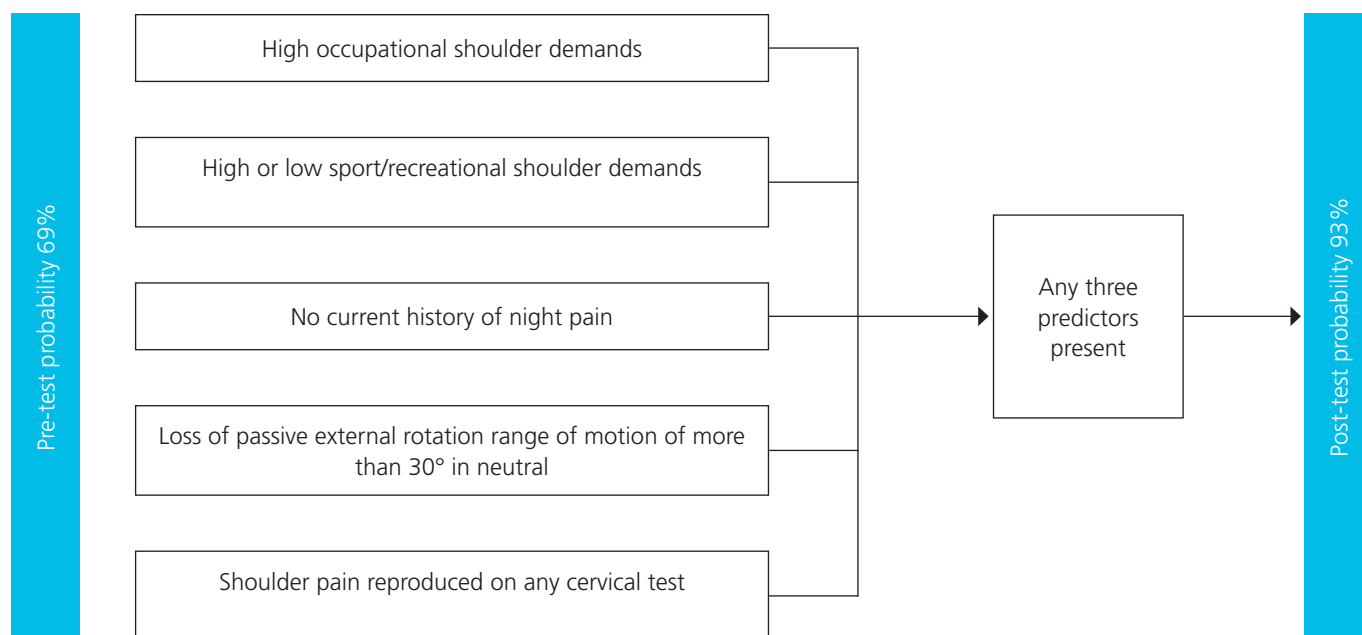 Pre-test probability 69%
High occupational shoulder demands
High or low sport/recreational shoulder demands
No current history of night pain
Loss of passive external rotation range of motion of more
than 30° in neutral
Shoulder pain reproduced on any cervical test
Any three
predictors
present
Post-test probability 93%